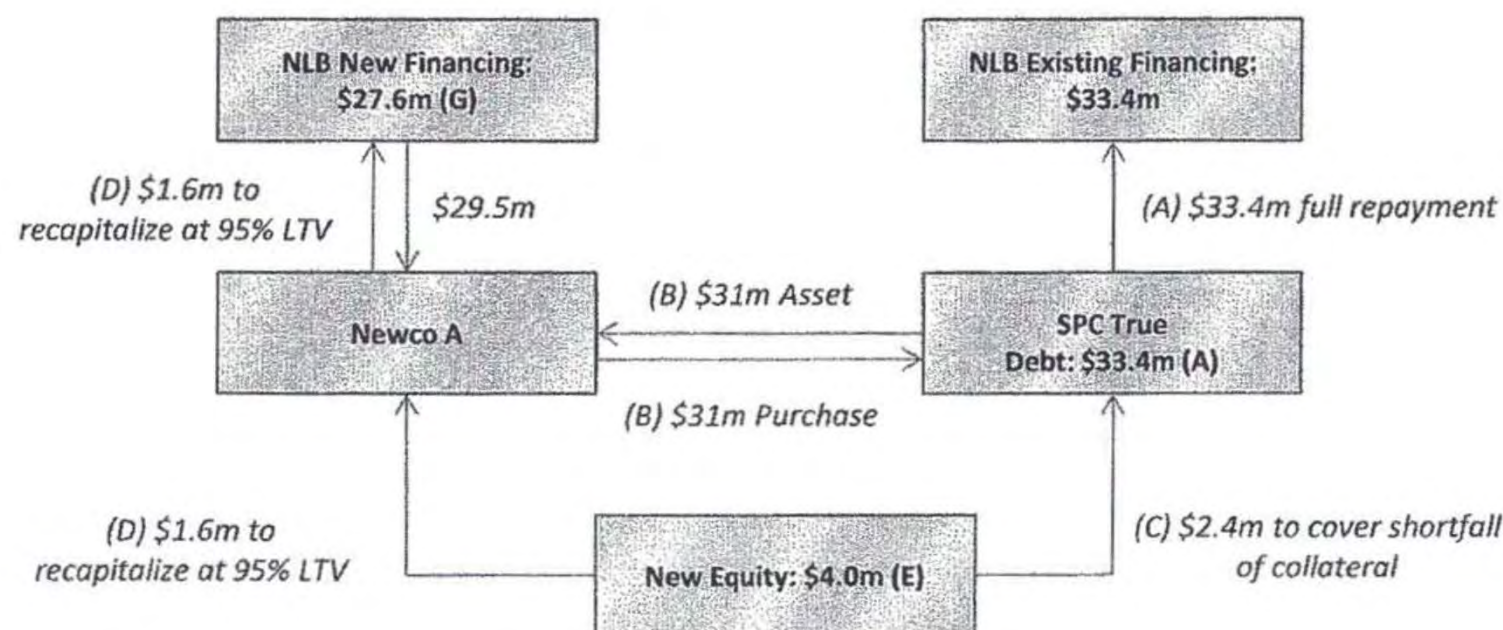 NLB New Financing:
$27.6m (G)
NLB Existing Financing:
$33.4m
(D) $1.6m to
recapitalize at 95% LTV
$29.5m
(A) $33.4m full repayment
Newco A
(B) $31m Asset
(B) $31m Purchase
SPC True
Debt: $33.4m (A)
(D) $1.6m to
recapitalize at 95% LTV
New Equity: $4.0m (E)
(C) $2.4m to cover shortfall
of collateral